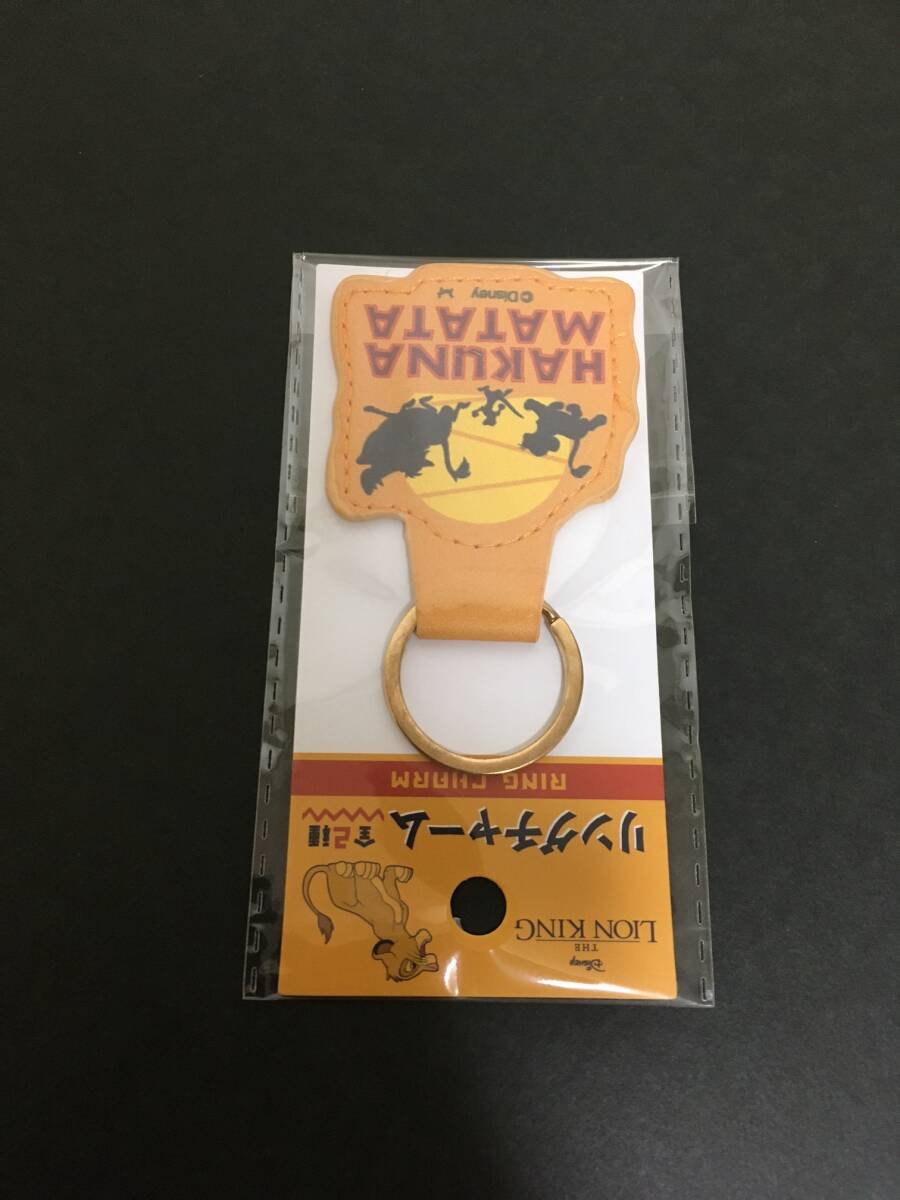 Disney
THE
LION KING
リングチャーム
全2種
RING CHARM
HAKUNA
MATATA
©Disney